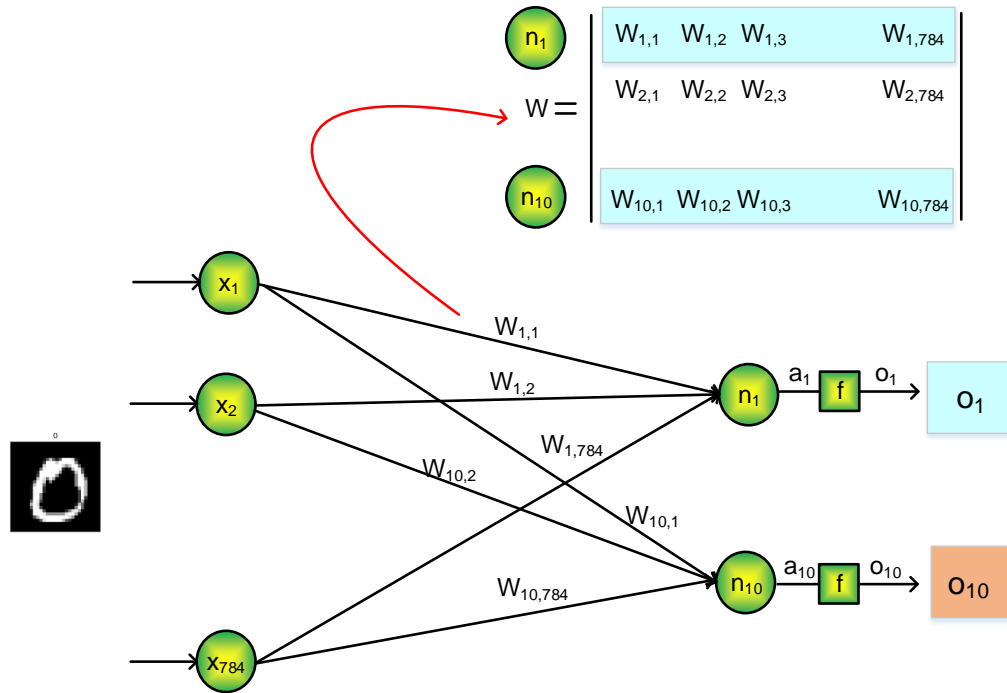 n1 W1,1 W1,2 W1,3 W1,784
W2,1 W2,2 W2,3 W2,784
W =
n10 W10,1 W10,2 W10,3 W10,784
x1
W1,1
x2 W1,2 n1 a1 f o1 o1
0
W1,784
W10,2
W10,1
n10 a10 f o10 o10
W10,784
x784